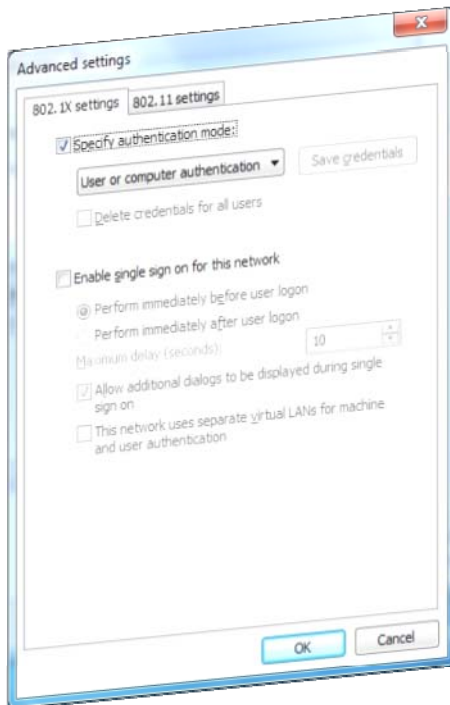 Advanced settings
802.1X settings
802.11 settings
Specify authentication mode:
User or computer authentication
Save credentials
Delete credentials for all users
Enable single sign on for this network
Perform immediately before user logon
Perform immediately after user logon
Maximum delay (seconds):
10
Allow additional dialogs to be displayed during single
sign on
This network uses separate virtual LANs for machine
and user authentication
OK
Cancel